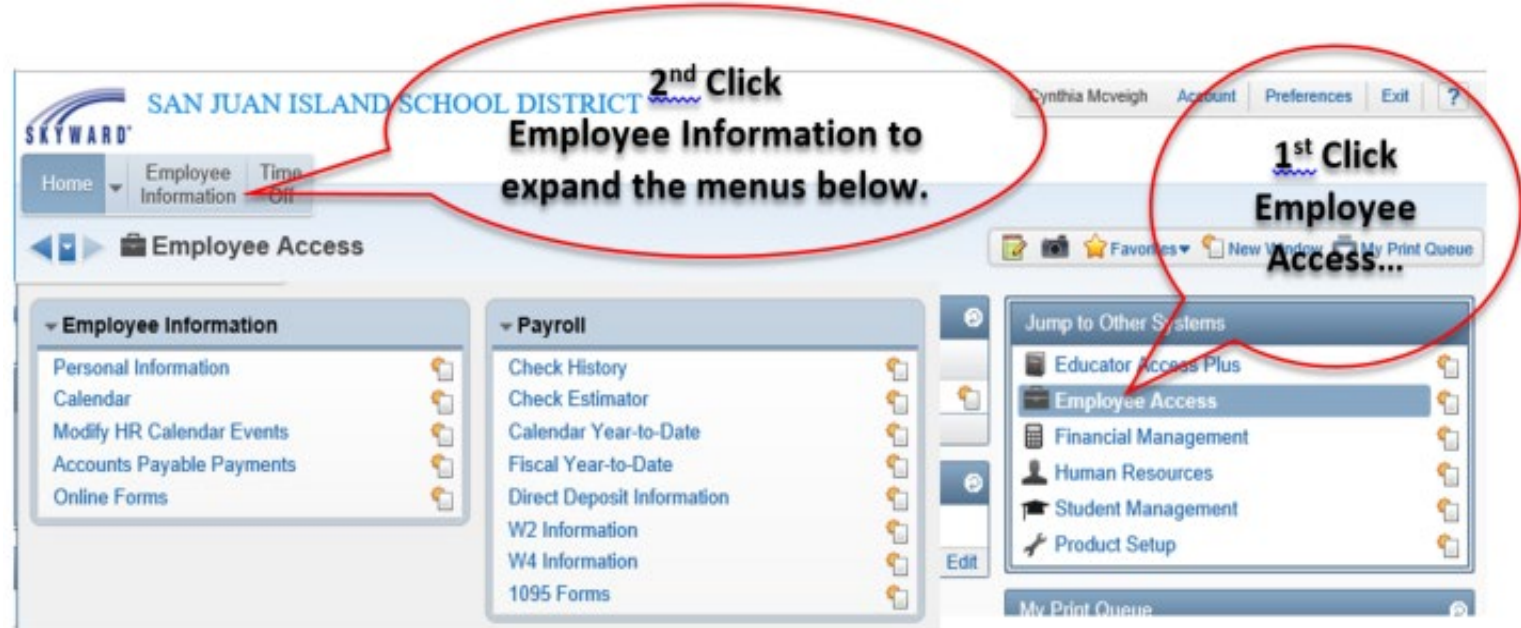 SKYWARD®
SAN JUAN ISLAND SCHOOL DISTRICT
Cynthia Mcveigh Account Preferences Exit ?
2nd Click
Employee Information to
expand the menus below.
1st Click
Employee
Access...
Home
Employee
Information
Time
Off
Employee Access
Favorites New Window My Print Queue
Employee Information
Personal Information
Calendar
Modify HR Calendar Events
Accounts Payable Payments
Online Forms
Payroll
Check History
Check Estimator
Calendar Year-to-Date
Fiscal Year-to-Date
Direct Deposit Information
W2 Information
W4 Information
1095 Forms
Edit
Jump to Other Systems
Educator Access Plus
Employee Access
Financial Management
Human Resources
Student Management
Product Setup
My Print Queue